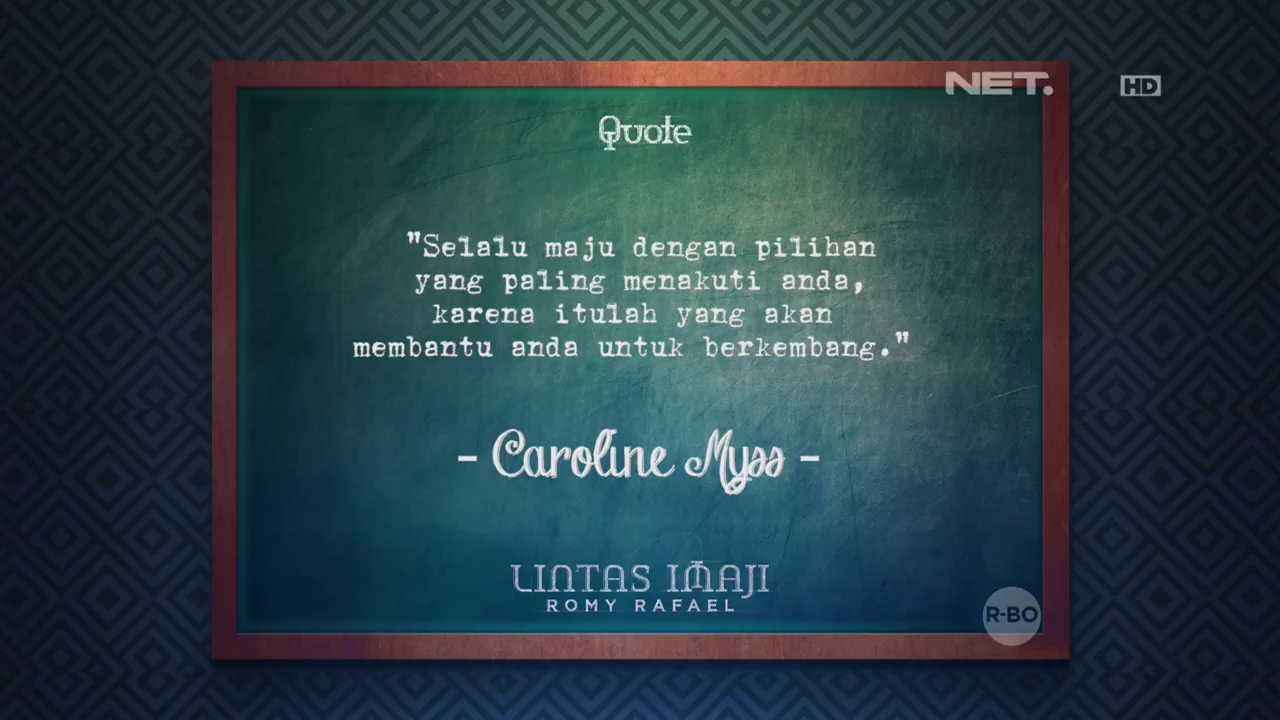 NET.
HD
Quote
"Selalu maju dengan pilihan
yang paling menakuti anda,
karena itulah yang akan
membantu anda untuk berkembang."
- Caroline Myss -
LINTAS IMAJI
ROMY RAFAEL
R-BO